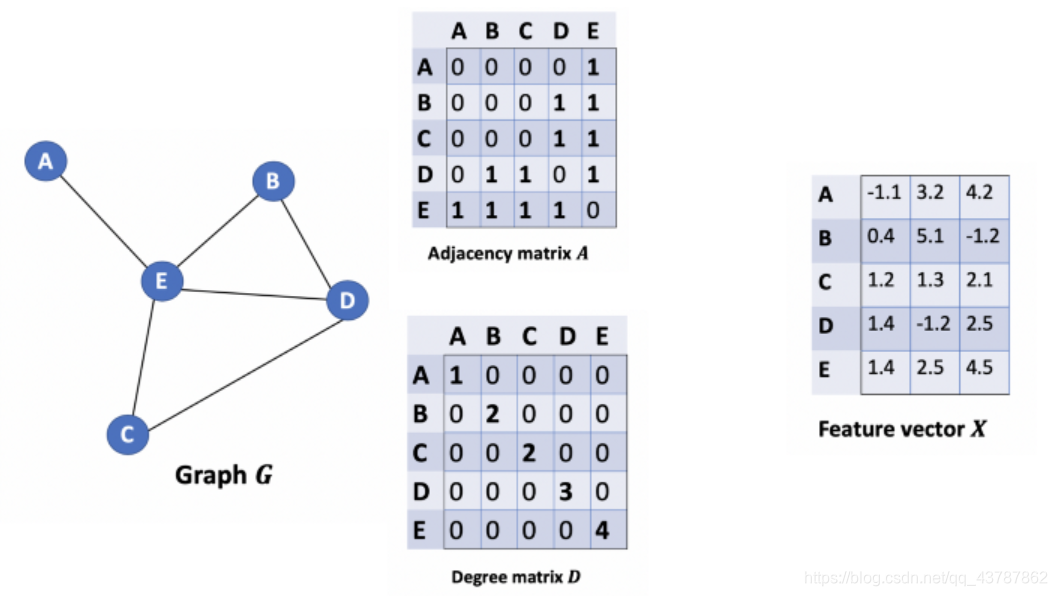 A
B
E
D
C
Graph G
A B C D E
A 0 0 0 0 1
B 0 0 0 1 1
C 0 0 0 1 1
D 0 1 1 0 1
E 1 1 1 1 0
Adjacency matrix A
A B C D E
A 1 0 0 0 0
B 0 2 0 0 0
C 0 0 2 0 0
D 0 0 0 3 0
E 0 0 0 0 4
Degree matrix D
A -1.1 3.2 4.2
B 0.4 5.1 -1.2
C 1.2 1.3 2.1
D 1.4 -1.2 2.5
E 1.4 2.5 4.5
Feature vector X
https://blog.csdn.net/qq_43787862